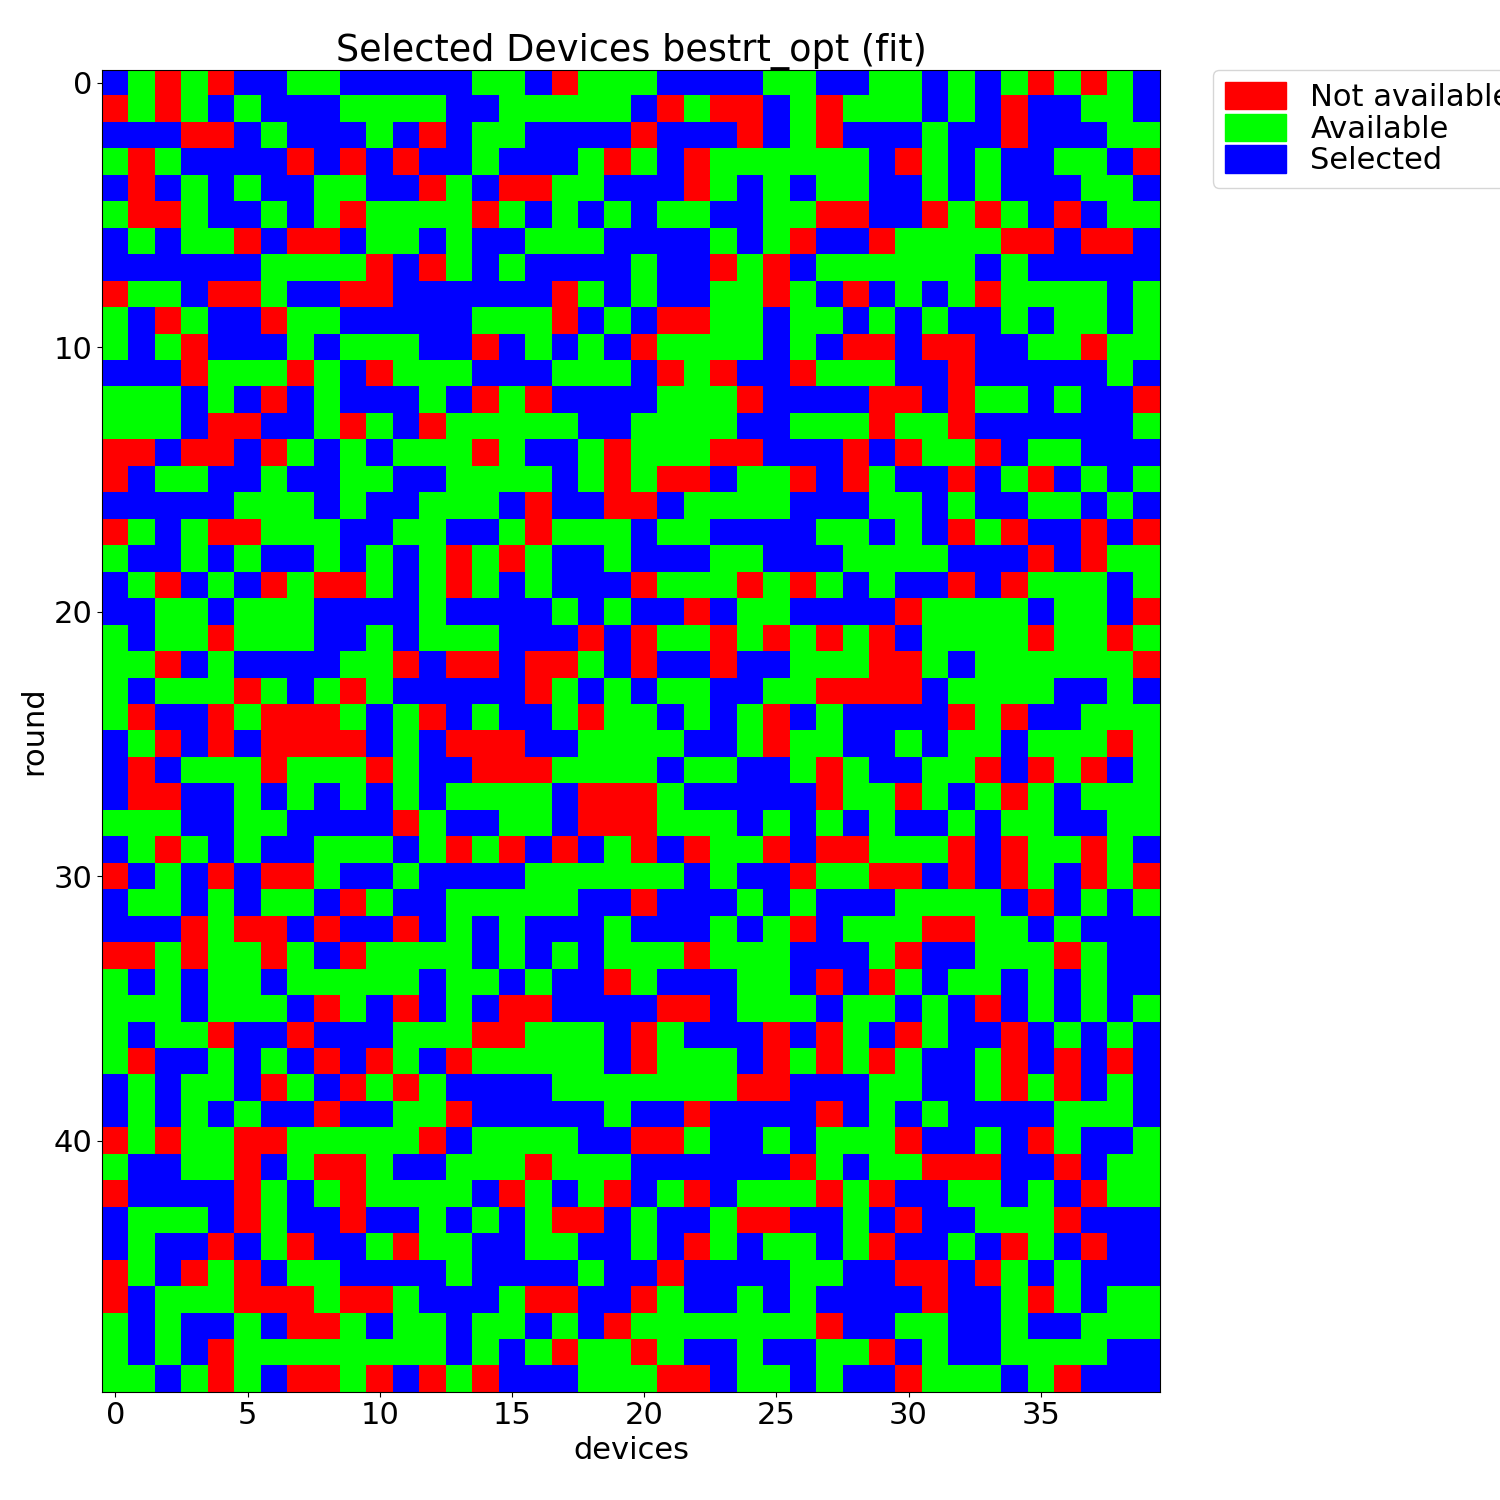 Selected Devices bestrt_opt (fit)
Not available
Available
Selected
0
10
20
30
40
round
0 5 10 15 20 25 30 35
devices